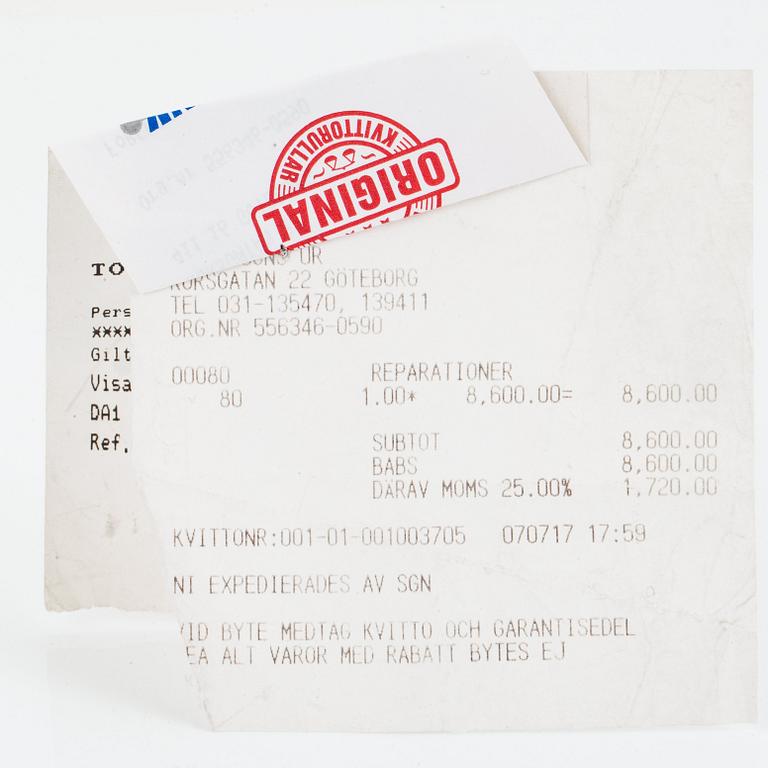 KVITTORULLAR
ORIGINAL
TO
Pers
****
Gilt
Visa
DA1
Ref.
UR
KORSGATAN 22 GÖTEBORG
TEL 031-135470, 139411
ORG.NR 556346-0590
00080 REPARATIONER
80 1.00* 8,600.00= 8,600.00
SUBTOT 8,600.00
BABS 8,600.00
DÄRAV MOMS 25.00% 1,720.00
KVITTONR:001-01-001003705 070717 17:59
NI EXPEDIERADES AV SGN
VID BYTE MEDTAG KVITTO OCH GARANTISEDEL
EA ALT VAROR MED RABATT BYTES EJ